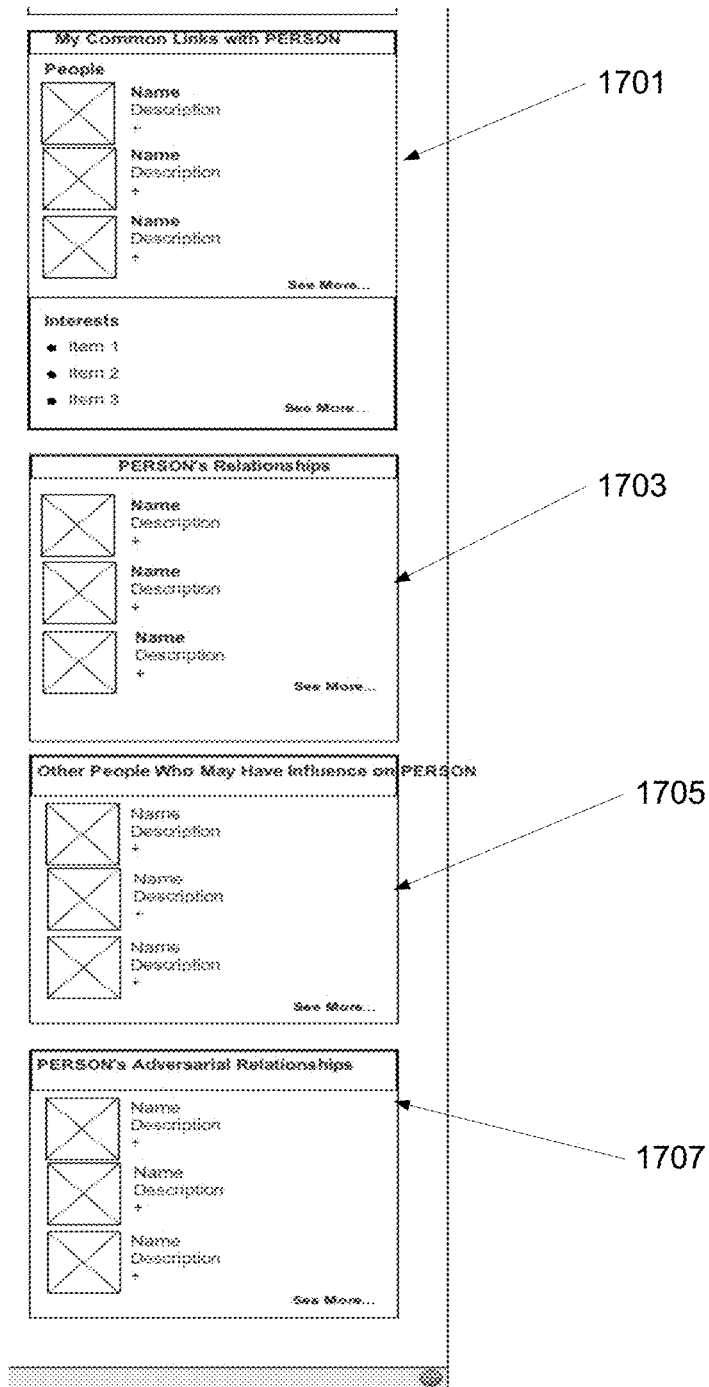 My Common Links with PERSON
People
Name
Description
+
Name
Description
+
Name
Description
+
See More...
Interests
• Item 1
• Item 2
• Item 3
See More...
1701
PERSON's Relationships
Name
Description
+
Name
Description
+
Name
Description
+
See More...
1703
Other People Who May Have Influence on PERSON
Name
Description
+
Name
Description
+
Name
Description
+
See More...
1705
PERSON's Adversarial Relationships
Name
Description
+
Name
Description
+
Name
Description
+
See More...
1707